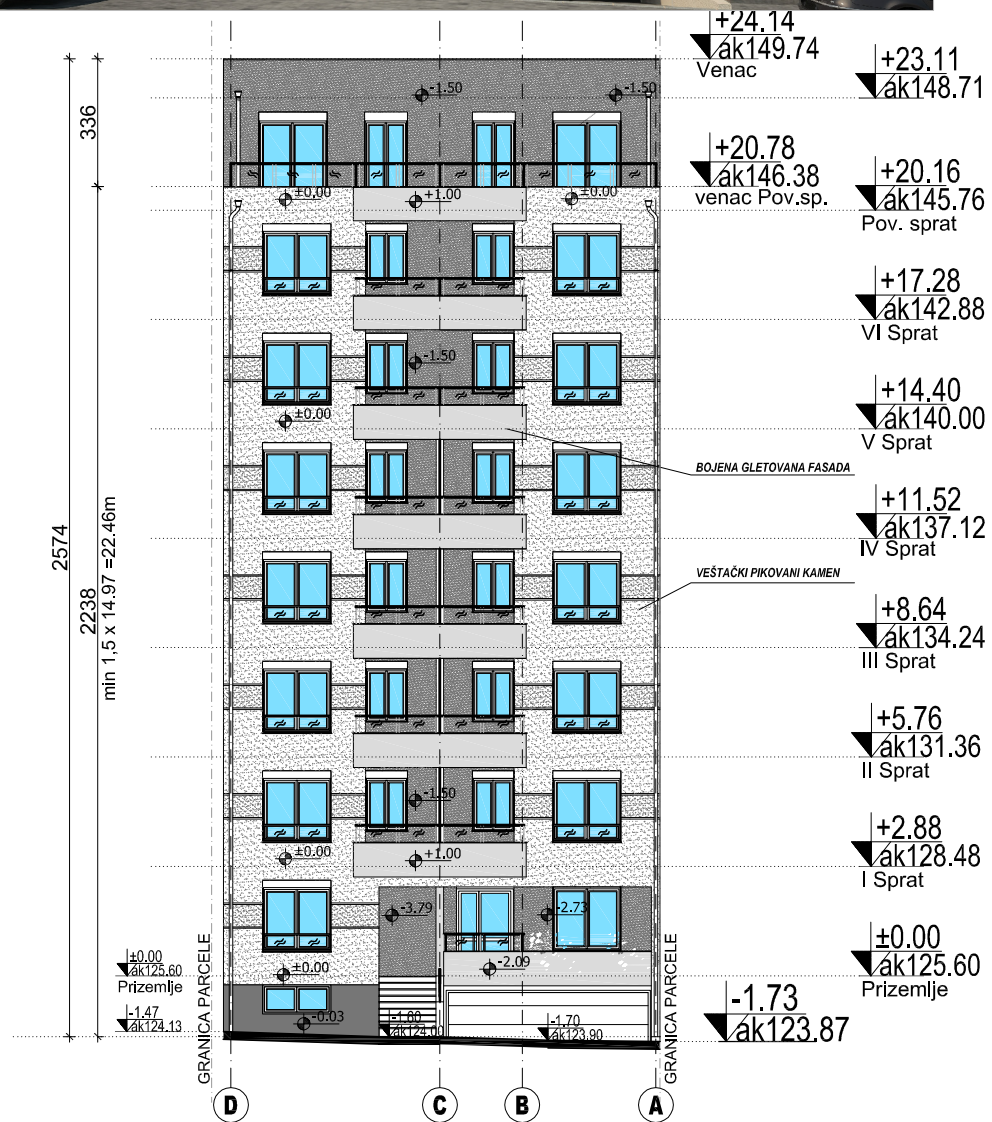 +24.14
ak149.74
Venac
+23.11
ak148.71
-1.50
-1.50
336
+20.78
ak146.38
venac Pov.sp.
+20.16
ak145.76
Pov. sprat
±0.00
+1.00
±0.00
+17.28
ak142.88
VI Sprat
-1.50
+14.40
ak140.00
V Sprat
±0.00
BOJENA GLETOVANA FASADA
+11.52
ak137.12
IV Sprat
2574
2238
min 1,5 x 14.97 =22.46m
VEŠTAČKI PIKOVANI KAMEN
+8.64
ak134.24
III Sprat
+5.76
ak131.36
II Sprat
-1.50
+2.88
ak128.48
I Sprat
±0.00
+1.00
-3.79
-2.73
±0.00
ak125.60
Prizemlje
±0.00
ak125.60
Prizemlje
±0.00
-2.09
-1.47
ak124.13
-0.03
-1.60
ak124.00
-1.70
ak123.90
-1.73
ak123.87
GRANICA PARCELE
GRANICA PARCELE
D
C
B
A